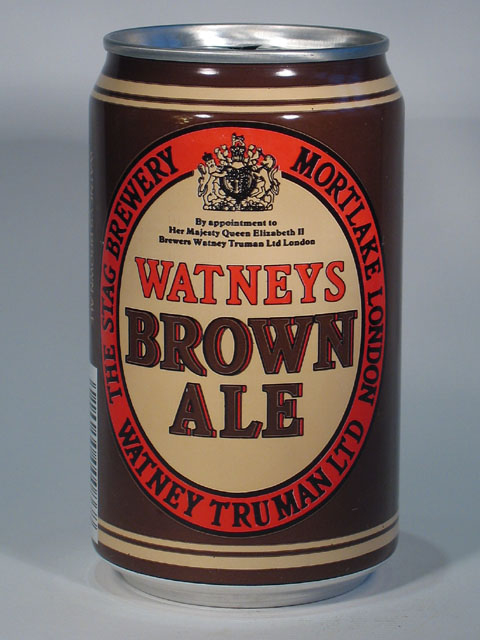 THE STAG BREWERY
MORTLAKE LONDON
By appointment to
Her Majesty Queen Elizabeth II
Brewers Watney Truman Ltd London
WATNEYS
BROWN
ALE
WATNEY TRUMAN LTD